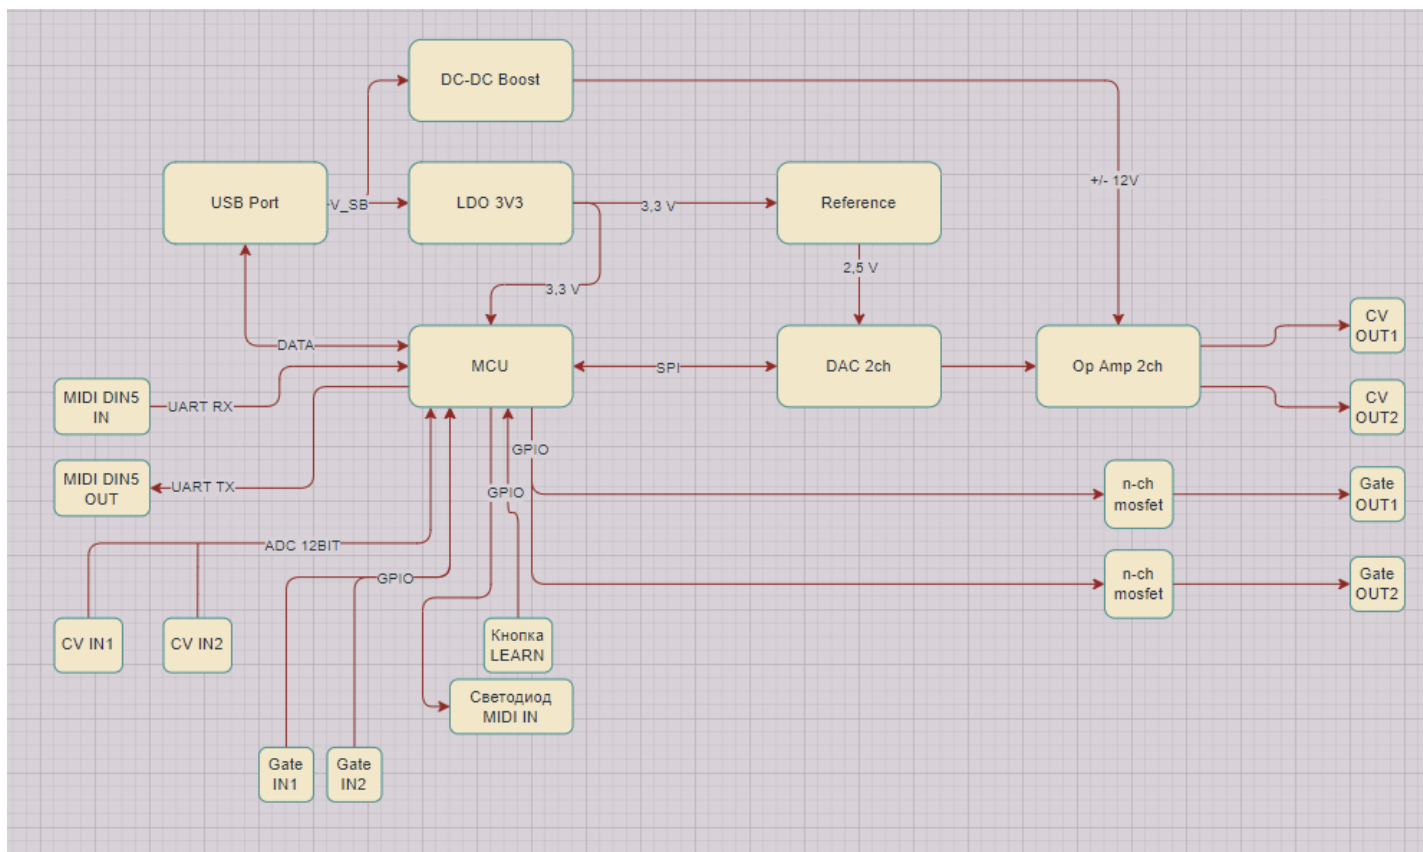 DC-DC Boost
+/- 12V
USB Port
V_SB
LDO 3V3
3,3 V
Reference
2,5 V
3,3 V
CV
OUT1
DATA
MCU
SPI
DAC 2ch
Op Amp 2ch
MIDI DIN5
IN
UART RX
CV
OUT2
GPIO
MIDI DIN5
OUT
UART TX
GPIO
n-ch
mosfet
Gate
OUT1
ADC 12BIT
GPIO
n-ch
mosfet
Gate
OUT2
CV IN1
CV IN2
Кнопка
LEARN
Светодиод
MIDI IN
Gate
IN1
Gate
IN2